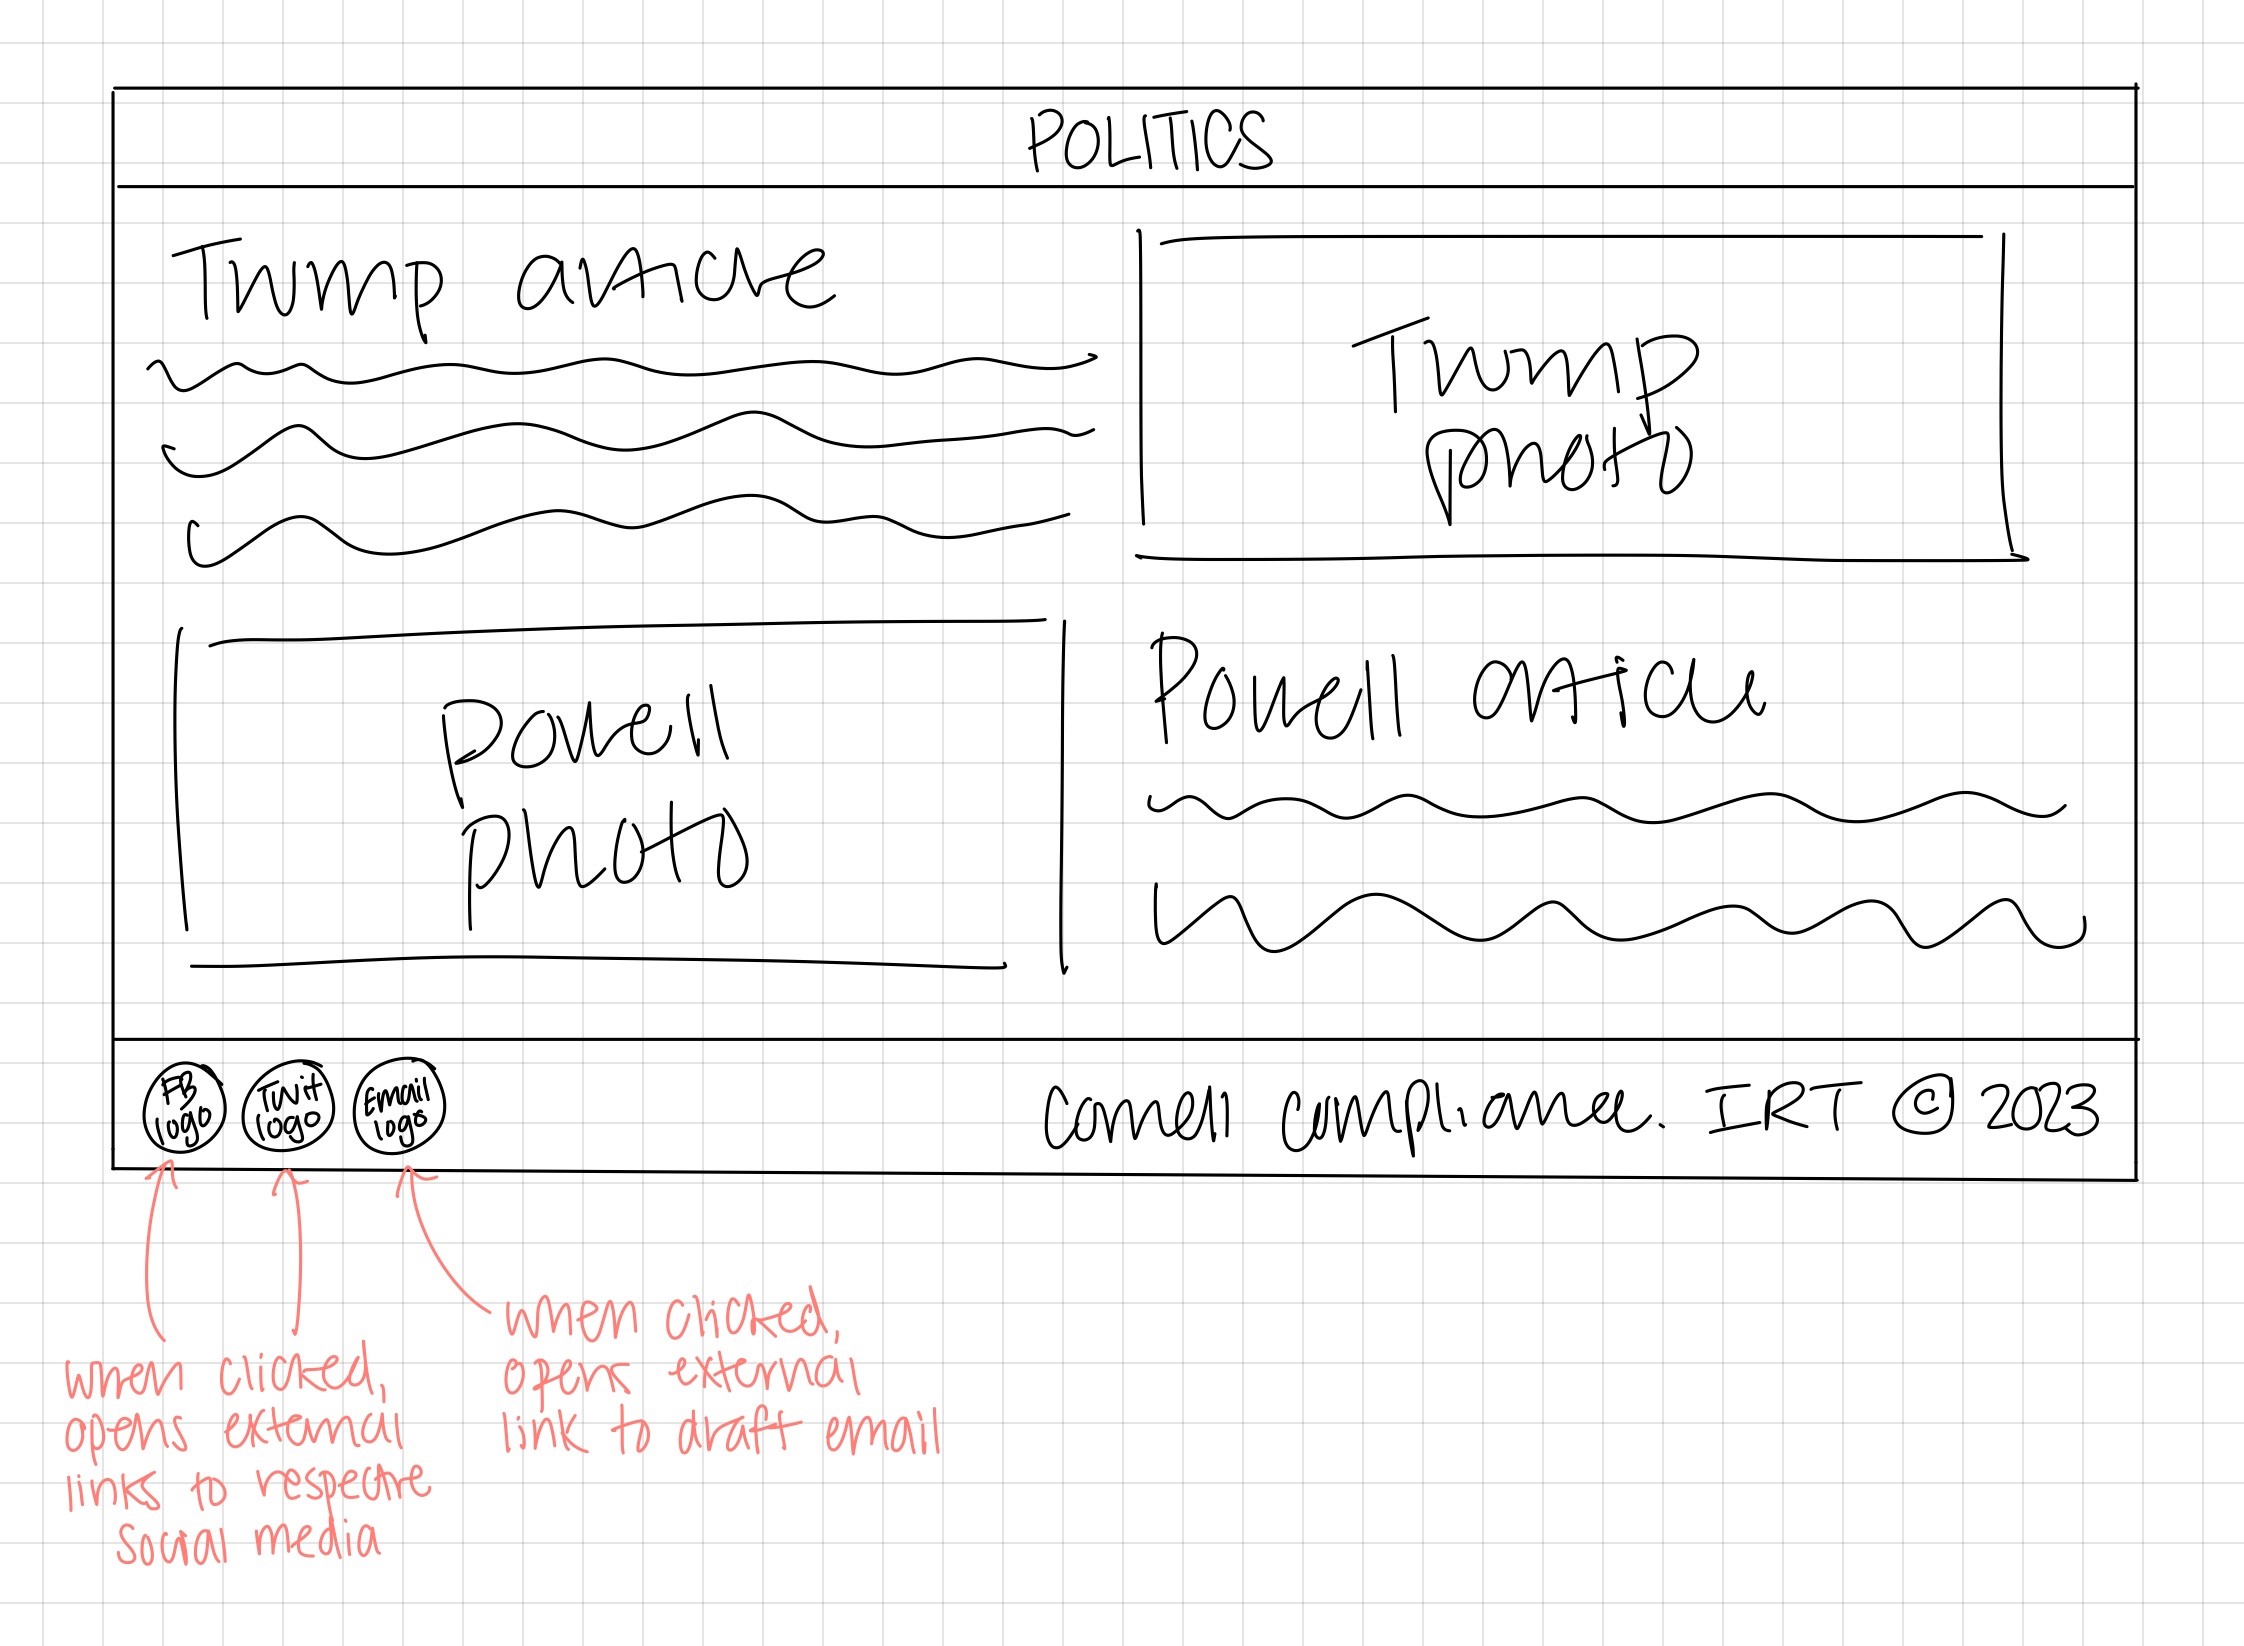 POLITICS
Trump article
Trump
photo
Powell
photo
Powell article
FB
logo
Twit
logo
Email
logo
Camell compliance. IRT © 2023
when clicked,
opens external
links to respective
social media
when clicked,
opens external
link to draft email